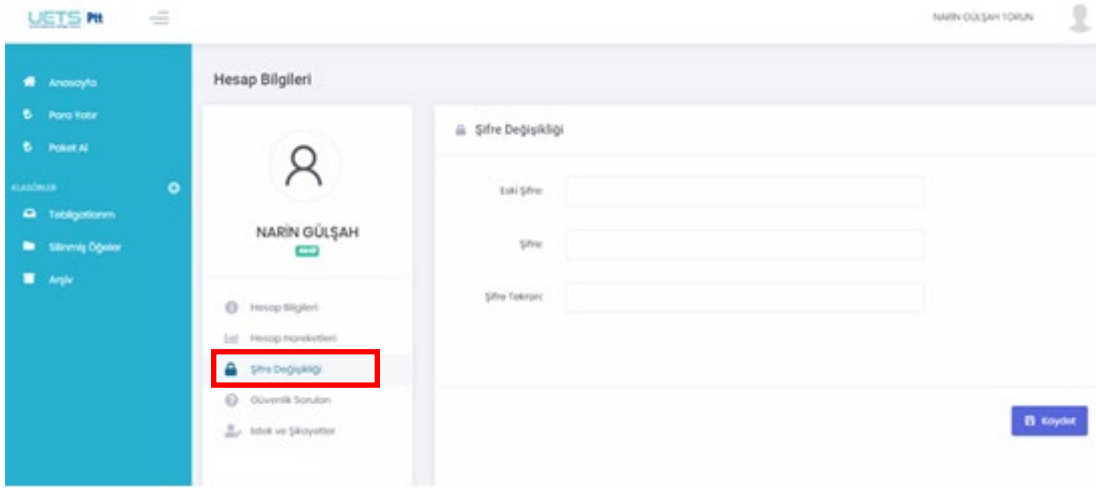 UETS Ptt
NARİN GÜLŞAH TORUN
Anasayfa
Para Yatır
Paket Al
KLASÖRLER
Tebligatlarım
Silinmiş Öğeler
Arşiv
Hesap Bilgileri
NARİN GÜLŞAH
Hesap Bilgileri
Hesap Hareketleri
Şifre Değişikliği
Güvenlik Soruları
İstek ve Şikayetler
Şifre Değişikliği
Eski Şifre:
Şifre:
Şifre Tekrarı:
Kaydet